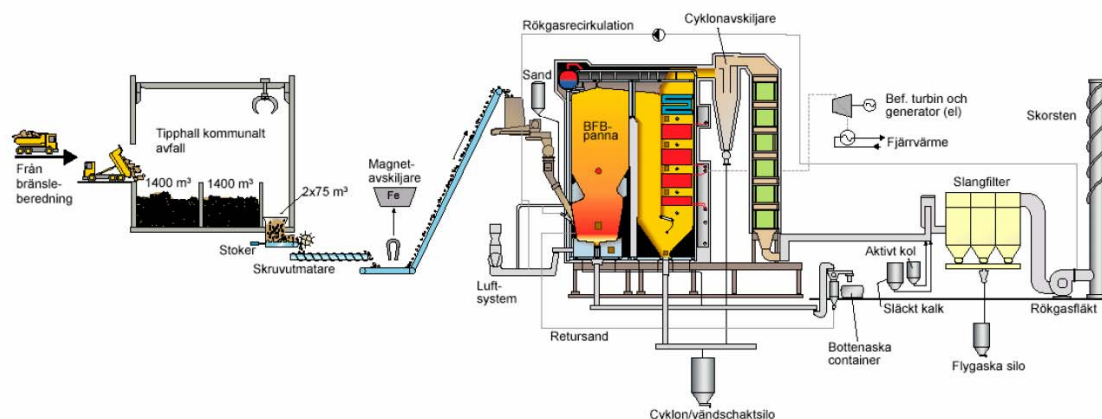 Rökgasrecirkulation
Cyklonavskiljare
Sand
Tipphall kommunalt
avfall
BFB-
panna
Bef. turbin och
generator (el)
Fjärrvärme
Skorsten
Från
bränsle-
beredning
1400 m³
1400 m³
2x75 m³
Magnet-
avskiljare
Fe
Stoker
Skruvutmatare
Luft-
system
Retursand
Slangfilter
Aktivt kol
Släckt kalk
Bottenaska
container
Rökgasfläkt
Flygaska silo
Cyklon/vändschaktsilo